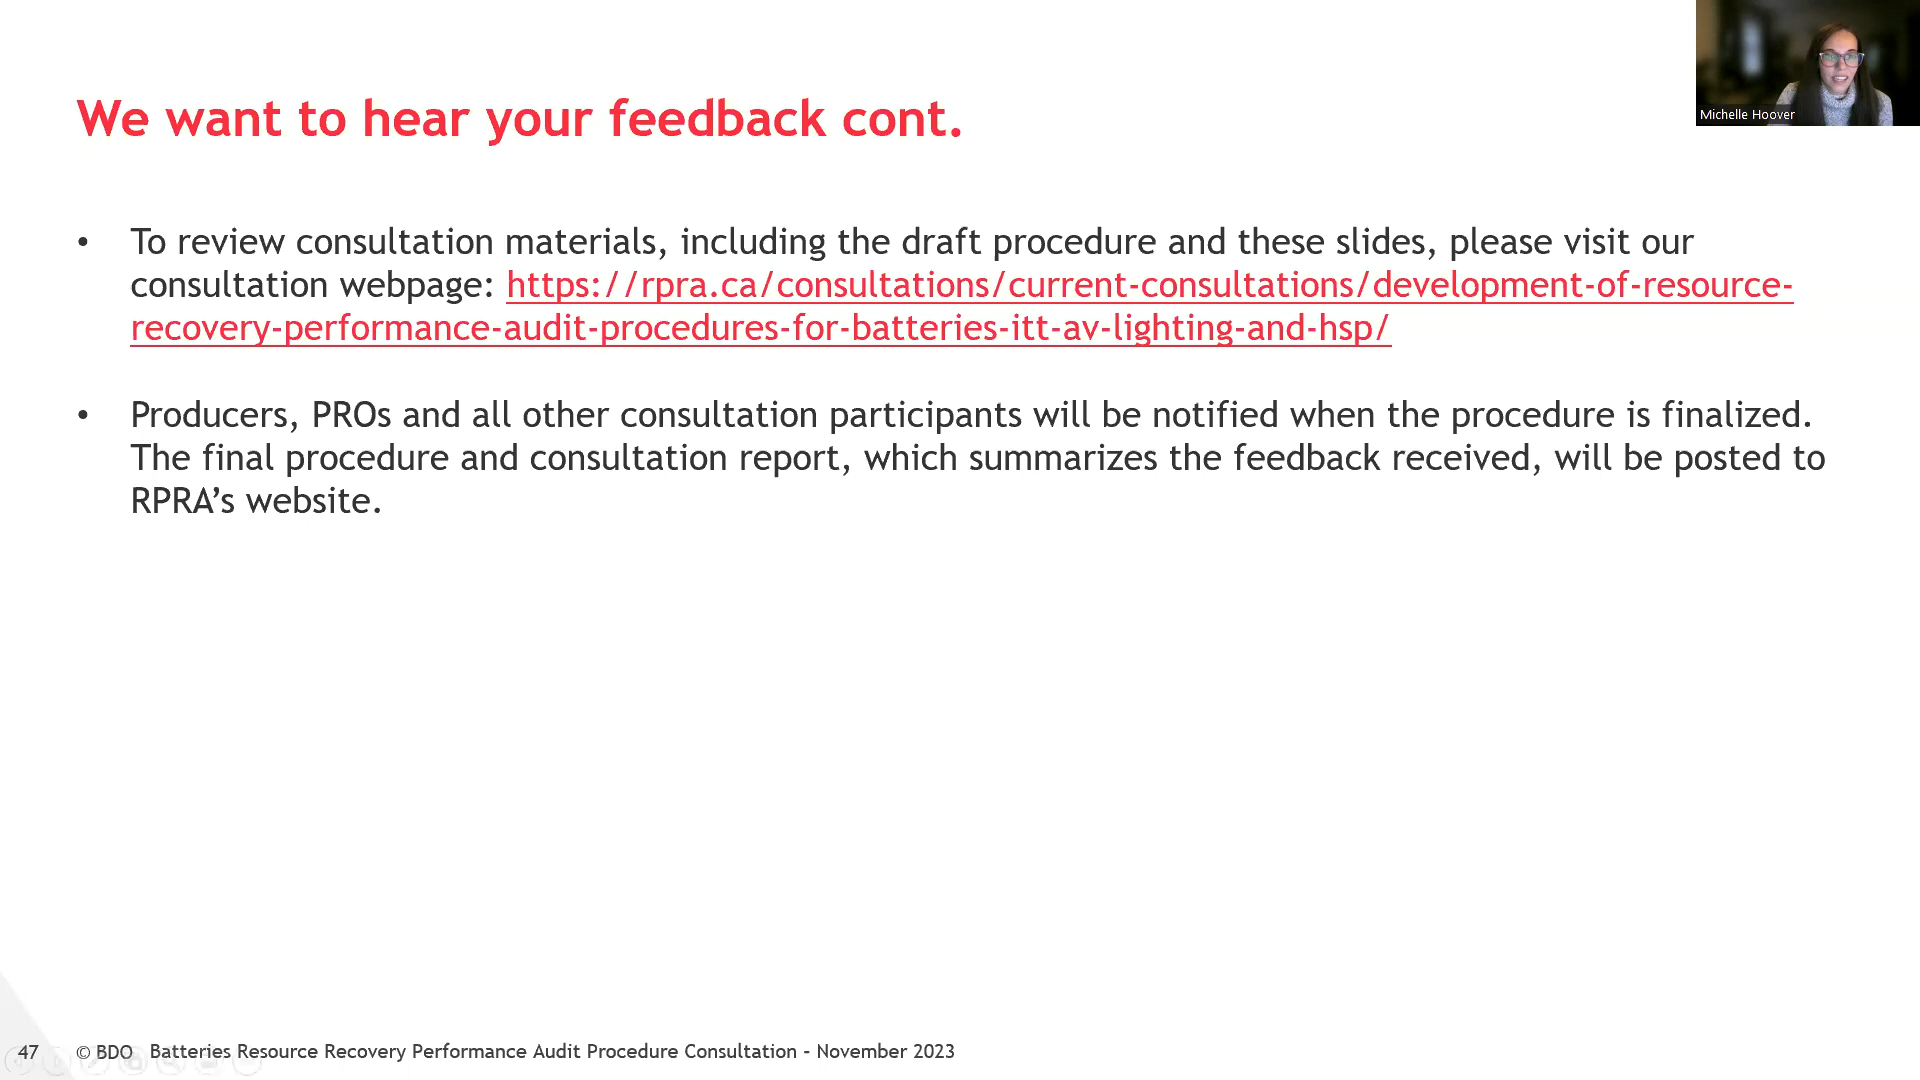 Michelle Hoover
We want to hear your feedback cont.
• To review consultation materials, including the draft procedure and these slides, please visit our
consultation webpage: https://rpra.ca/consultations/current-consultations/development-of-resource-
recovery-performance-audit-procedures-for-batteries-itt-av-lighting-and-hsp/
• Producers, PROs and all other consultation participants will be notified when the procedure is finalized.
The final procedure and consultation report, which summarizes the feedback received, will be posted to
RPRA’s website.
47 © BDO Batteries Resource Recovery Performance Audit Procedure Consultation - November 2023